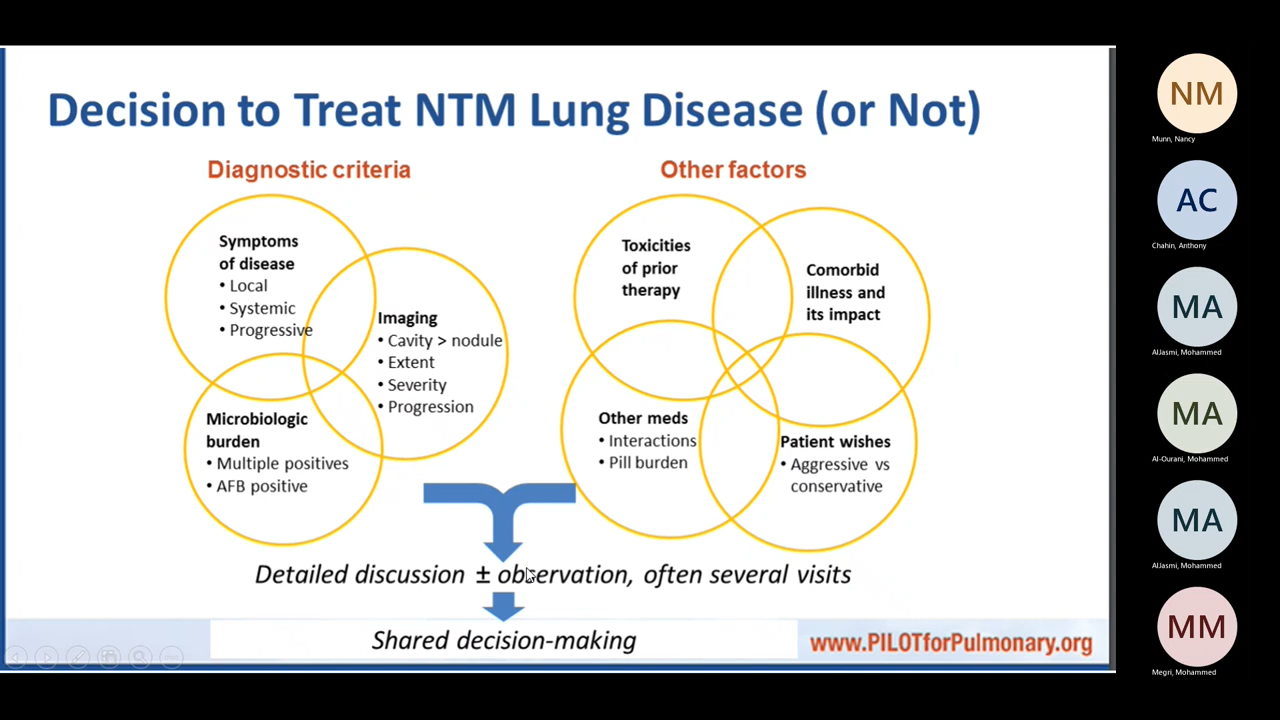 Decision to Treat NTM Lung Disease (or Not)
Diagnostic criteria
Symptoms
of disease
• Local
• Systemic
• Progressive
Imaging
• Cavity > nodule
• Extent
• Severity
• Progression
Microbiologic
burden
• Multiple positives
• AFB positive
Other factors
Toxicities
of prior
therapy
Comorbid
illness and
its impact
Other meds
• Interactions
• Pill burden
Patient wishes
• Aggressive vs
conservative
Detailed discussion ± observation, often several visits
Shared decision-making
www.PILOTforPulmonary.org
NM
Munn, Nancy
AC
Chahin, Anthony
MA
AlJasmi, Mohammed
MA
Al-Ourani, Mohammed
MA
AlJasmi, Mohammed
MM
Megri, Mohammed